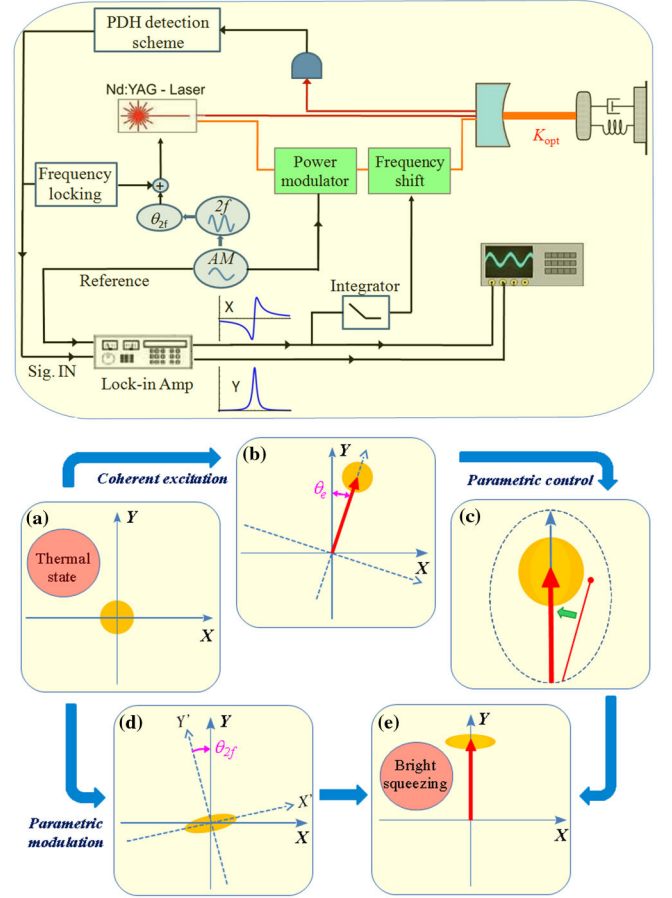 PDH detection
scheme
Nd:YAG - Laser
K_opt
Frequency
locking
Power
modulator
Frequency
shift
θ_2f
2f
AM
Reference
Integrator
X
Sig. IN
Lock-in Amp
Y
(b)
Y
Coherent excitation
θ_e
X
Parametric control
(a)
Y
Thermal
state
X
(c)
(d)
Y'
Y
θ_2f
X'
X
Parametric
modulation
(e)
Y
Bright
squeezing
X